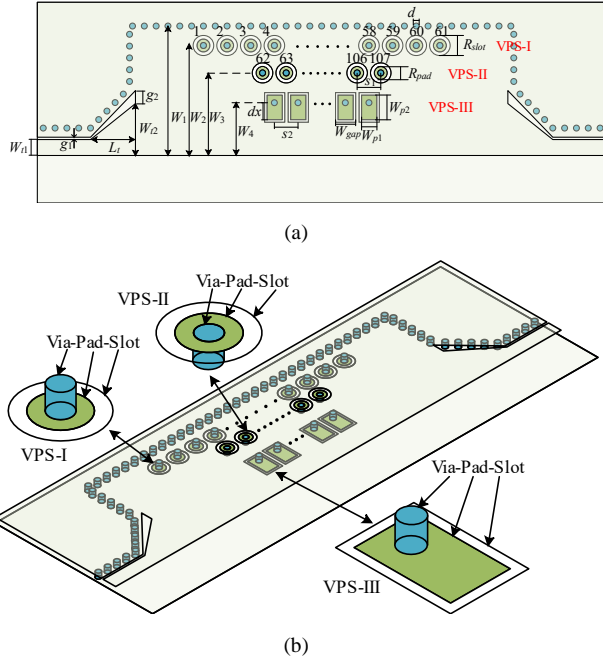 d
1 2 3 4 58 59 60 61
R_slot
VPS-I
62 63 106 107
R_pad
VPS-II
s_1
g_2
W_1 W_2 W_3
dx
W_p2
VPS-III
W_t2
W_4
s_2
W_gap
W_p1
W_t1
g_1
L_t
(a)
Via-Pad-Slot
VPS-II
Via-Pad-Slot
VPS-I
Via-Pad-Slot
VPS-III
(b)